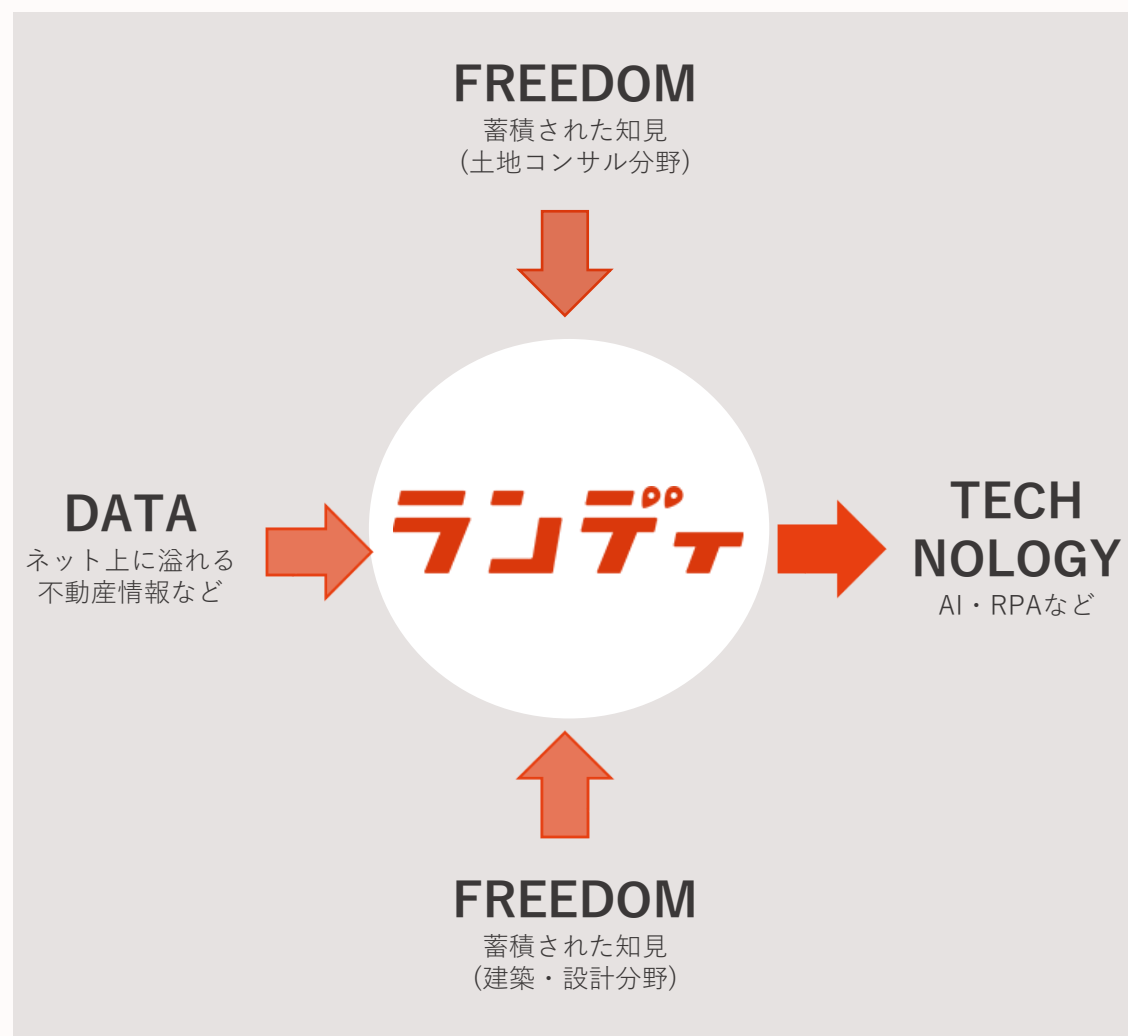 FREEDOM
蓄積された知見
(土地コンサル分野)
DATA
ネット上に溢れる
不動産情報など
ランディ
TECH
NOLOGY
AI・RPAなど
FREEDOM
蓄積された知見
(建築・設計分野)